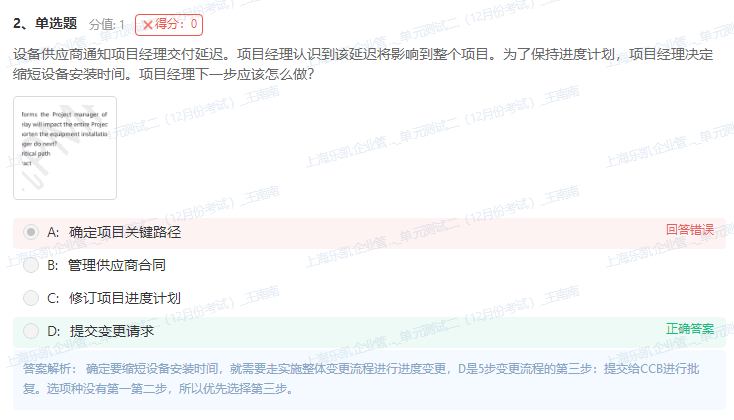 2、单选题 分值: 1 得分：0
设备供应商通知项目经理交付延迟。项目经理认识到该延迟将影响到整个项目。为了保持进度计划，项目经理决定
缩短设备安装时间。项目经理下一步应该怎么做?
forms the Project manager of
lay will impact the entire Projec
orten the equipment installatio
ger do next?
ritical path
ract
A: 确定项目关键路径 回答错误
B: 管理供应商合同
C: 修订项目进度计划
D: 提交变更请求 正确答案
答案解析： 确定要缩短设备安装时间，就需要走实施整体变更流程进行进度变更，D是5步变更流程的第三步：提交给CCB进行批
复。选项种没有第一第二步，所以优先选择第三步。
上海乐凯企业管_._单元测试二（12月份考试）_王南南